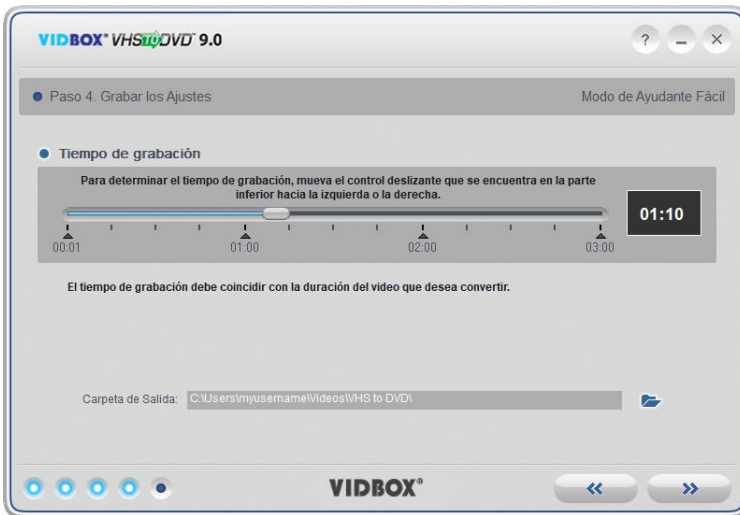 VIDBOX® VHS TO DVD™ 9.0
?
Paso 4. Grabar los Ajustes
Modo de Ayudante Fácil
Tiempo de grabación
Para determinar el tiempo de grabación, mueva el control deslizante que se encuentra en la parte
inferior hacia la izquierda o la derecha.
01:10
00:01 01:00 02:00 03:00
El tiempo de grabación debe coincidir con la duración del video que desea convertir.
Carpeta de Salida: C:\Users\myusername\Videos\VHS to DVD\
VIDBOX®